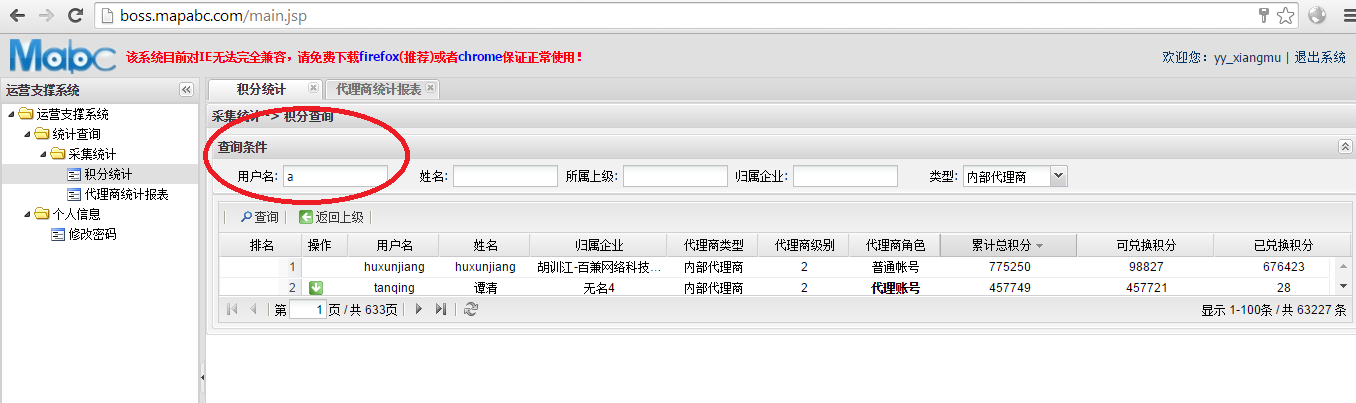 boss.mapabc.com/main.jsp
Mapbc 该系统目前对IE无法完全兼容，请免费下载firefox(推荐)或者chrome保证正常使用！ 欢迎您：yy_xiangmu | 退出系统
运营支撑系统 积分统计 代理商统计报表
运营支撑系统 采集统计 -> 积分查询
统计查询
采集统计 查询条件
积分统计 用户名: a 姓名: 所属上级: 归属企业: 类型: 内部代理商
代理商统计报表
个人信息 查询 返回上级
修改密码
排名 操作 用户名 姓名 归属企业 代理商类型 代理商级别 代理商角色 累计总积分 可兑换积分 已兑换积分
1 huxunjiang huxunjiang 胡训江-百兼网络科技... 内部代理商 2 普通帐号 775250 98827 676423
2 tanqing 谭清 无名4 内部代理商 2 代理账号 457749 457721 28
第 1 页 / 共 633页 显示 1-100条 / 共 63227 条